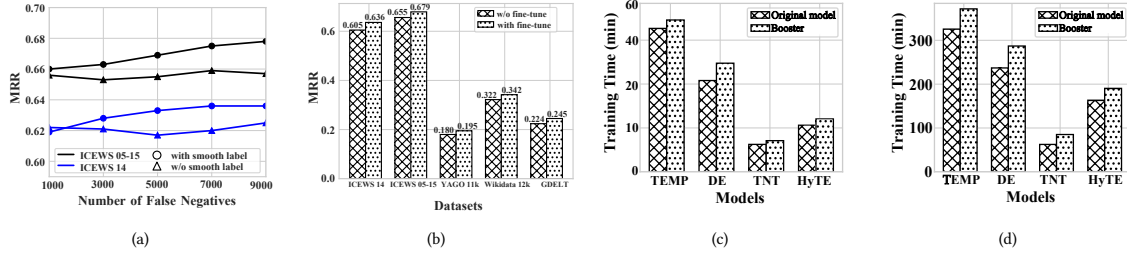 0.70
0.68
0.66
0.64
0.62
0.60
MRR
ICEWS 05-15
ICEWS 14
with smooth label
w/o smooth label
1000 3000 5000 7000 9000
Number of False Negatives
(a)
0.6
0.4
0.2
0.0
MRR
w/o fine-tune
with fine-tune
0.605 0.636 0.655 0.679
0.180 0.195
0.322 0.342
0.224 0.245
ICEWS 14 ICEWS 05-15 YAGO 11k Wikidata 12k GDELT
Datasets
(b)
60
40
20
10
0
Training Time (min)
Original model
Booster
TEMP DE TNT HyTE
Models
(c)
300
200
100
0
Training Time (min)
Original model
Booster
TEMP DE TNT HyTE
Models
(d)